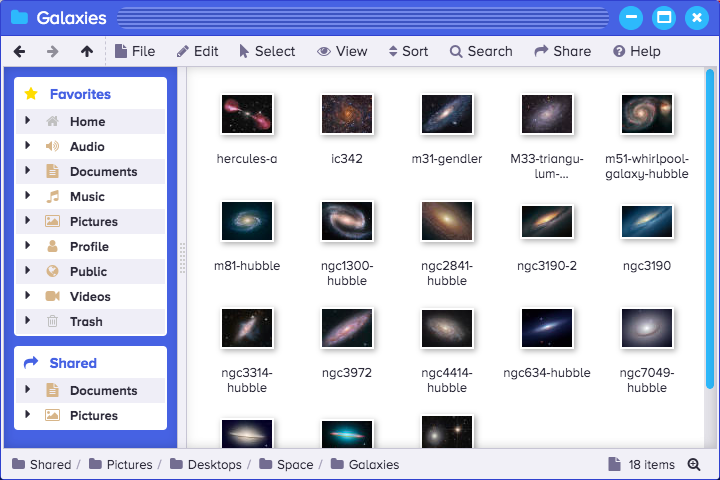 Galaxies
File Edit Select View Sort Search Share Help
Favorites
Home
Audio
Documents
Music
Pictures
Profile
Public
Videos
Trash
Shared
Documents
Pictures
hercules-a ic342 m31-gendler M33-triangu-
lum-... m51-whirlpool-
galaxy-hubble
m81-hubble ngc1300-
hubble ngc2841-
hubble ngc3190-2 ngc3190
ngc3314-
hubble ngc3972 ngc4414-
hubble ngc634-hubble ngc7049-
hubble
Shared / Pictures / Desktops / Space / Galaxies 18 items